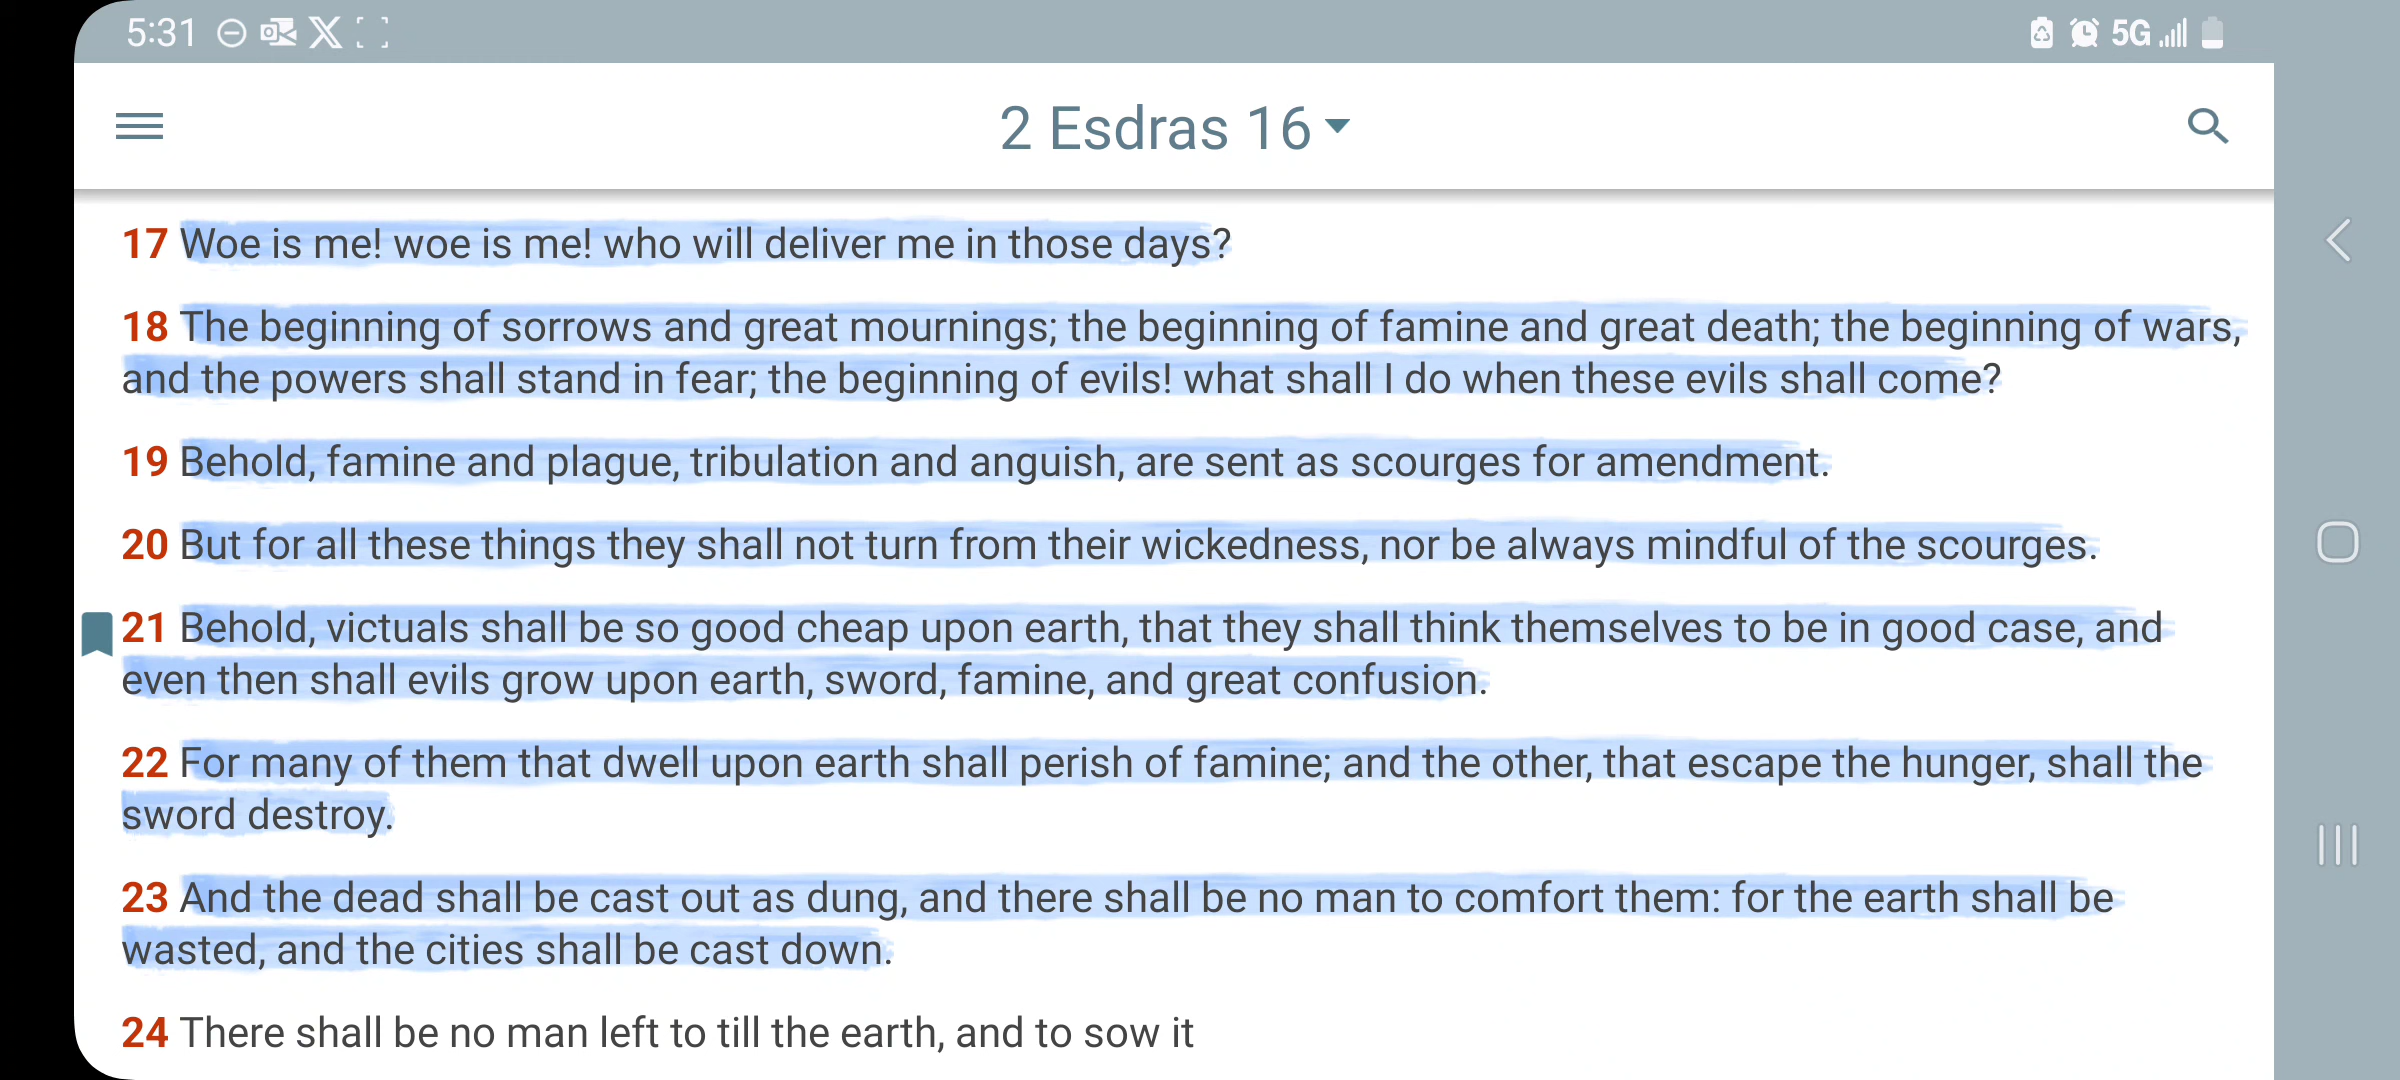 5:31
5G
2 Esdras 16
17 Woe is me! woe is me! who will deliver me in those days?
18 The beginning of sorrows and great mournings; the beginning of famine and great death; the beginning of wars,
and the powers shall stand in fear; the beginning of evils! what shall I do when these evils shall come?
19 Behold, famine and plague, tribulation and anguish, are sent as scourges for amendment.
20 But for all these things they shall not turn from their wickedness, nor be always mindful of the scourges.
21 Behold, victuals shall be so good cheap upon earth, that they shall think themselves to be in good case, and
even then shall evils grow upon earth, sword, famine, and great confusion.
22 For many of them that dwell upon earth shall perish of famine; and the other, that escape the hunger, shall the
sword destroy.
23 And the dead shall be cast out as dung, and there shall be no man to comfort them: for the earth shall be
wasted, and the cities shall be cast down.
24 There shall be no man left to till the earth, and to sow it